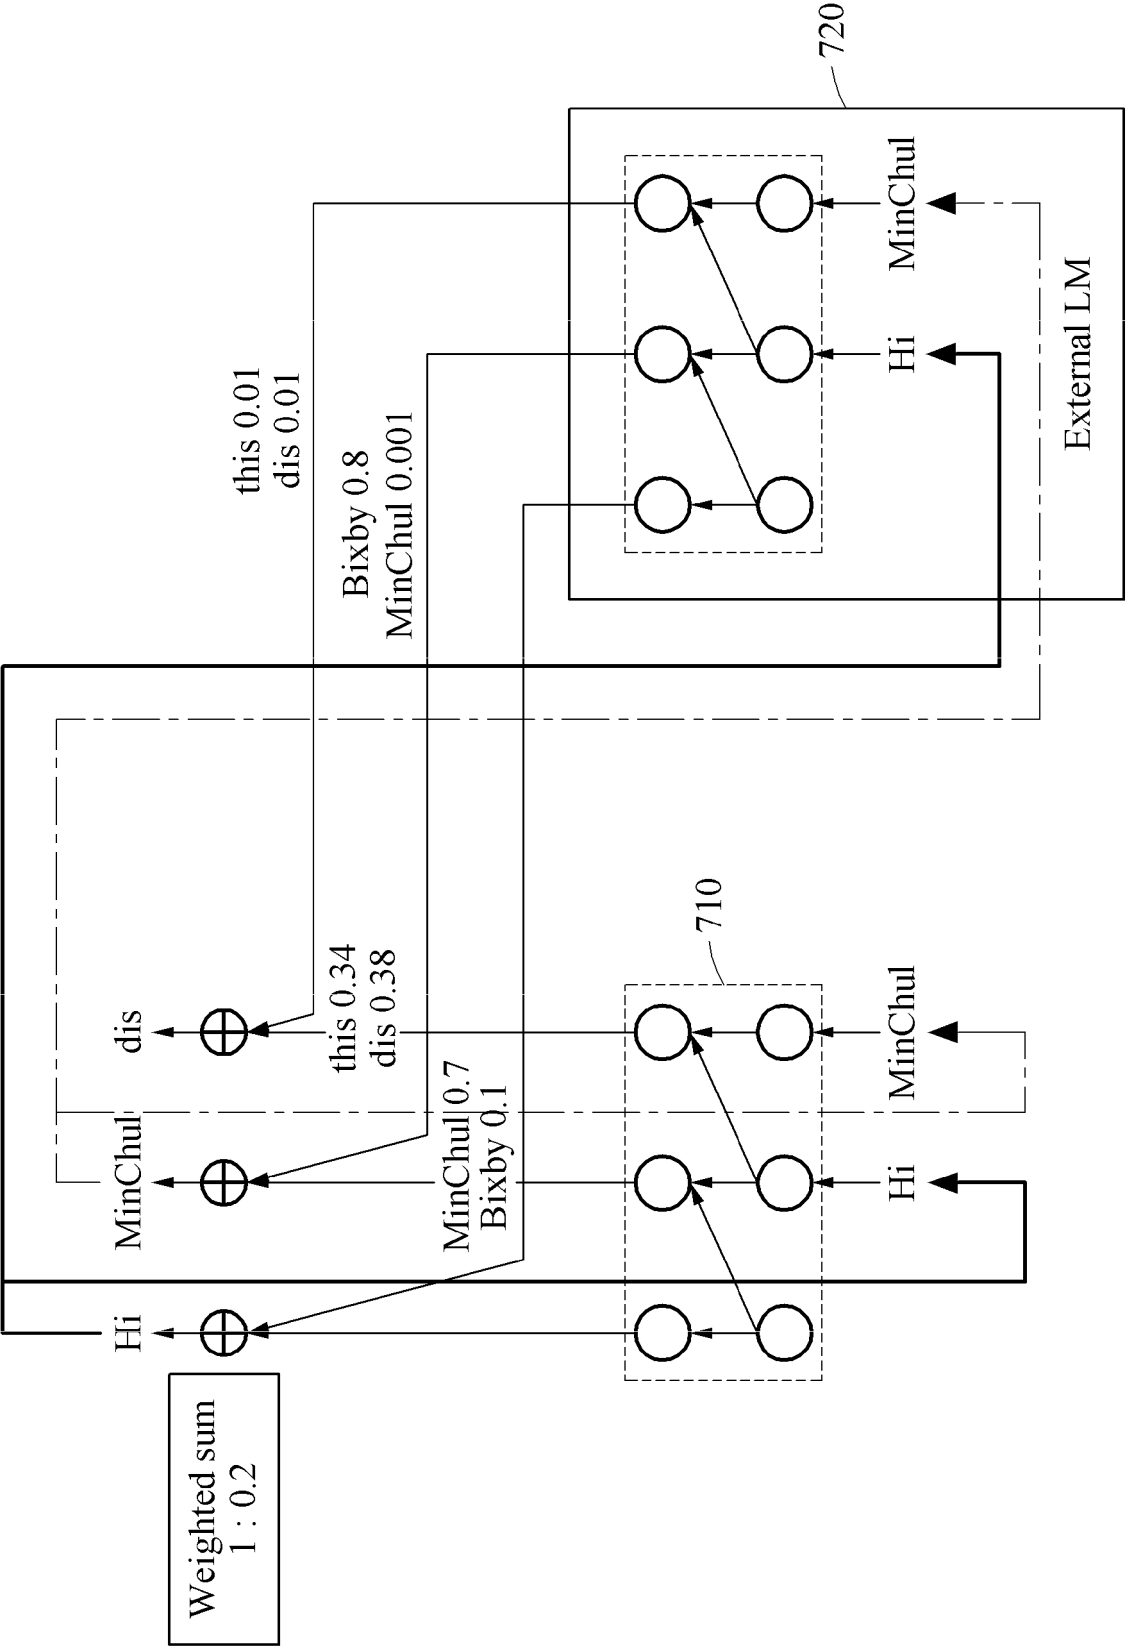 Weighted sum
1 : 0.2
Hi
MinChul
dis
this 0.01
dis 0.01
this 0.34
dis 0.38
Bixby 0.8
MinChul 0.001
MinChul 0.7
Bixby 0.1
710
720
Hi
MinChul
Hi
MinChul
External LM